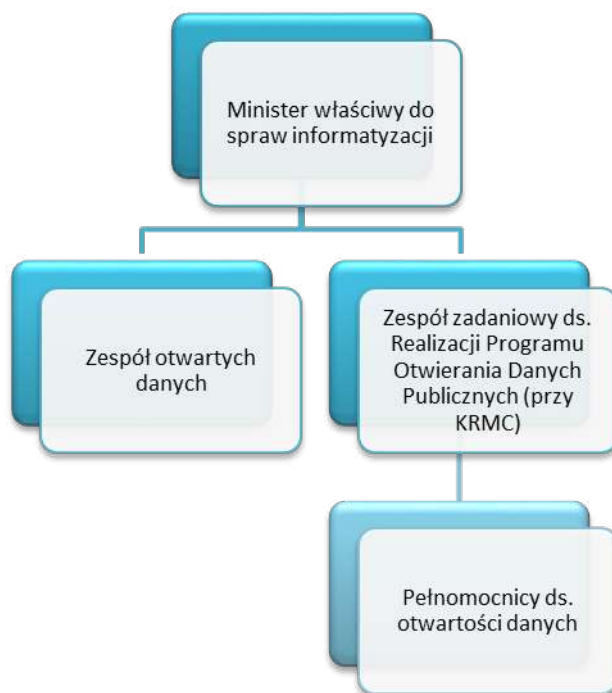 Minister właściwy do
spraw informatyzacji
Zespół otwartych
danych
Zespół zadaniowy ds.
Realizacji Programu
Otwierania Danych
Publicznych (przy
KRMC)
Pełnomocnicy ds.
otwartości danych